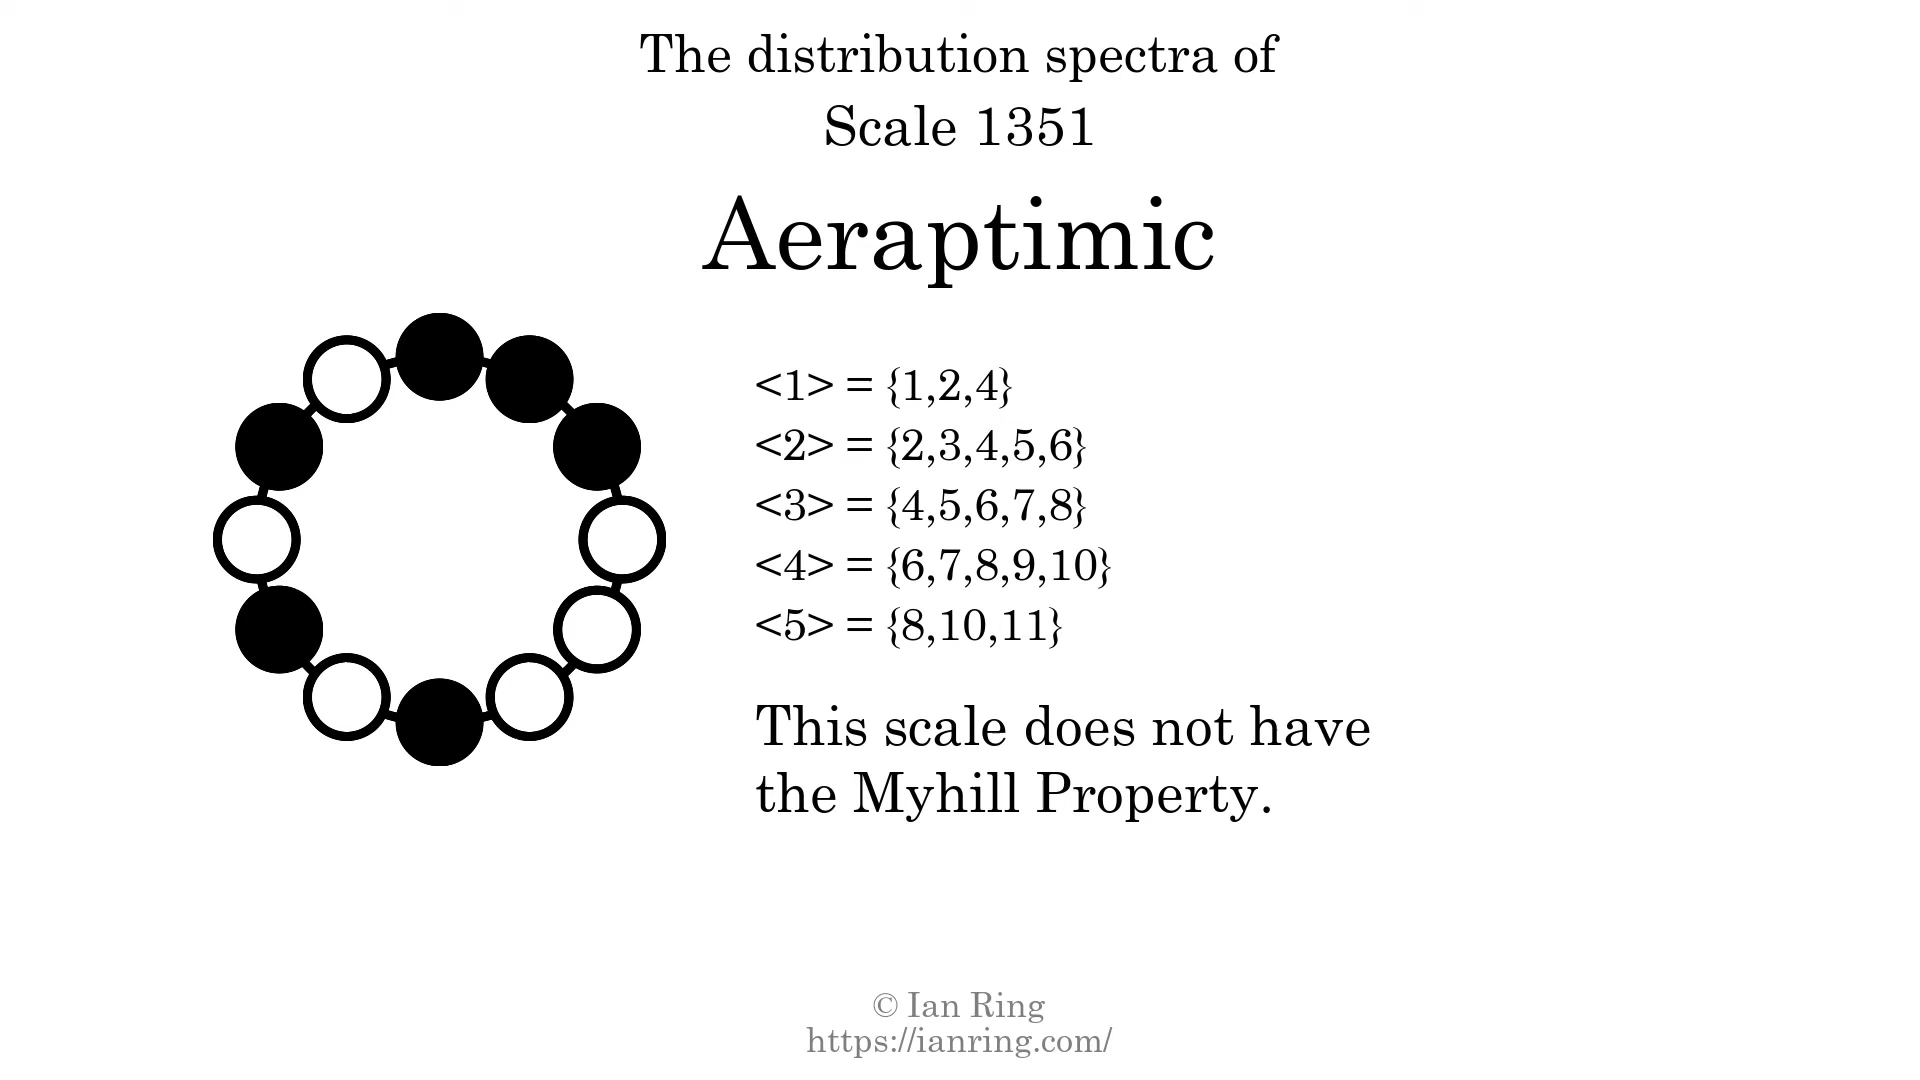 The distribution spectra of
Scale 1351
Aeraptimic
<1> = {1,2,4}
<2> = {2,3,4,5,6}
<3> = {4,5,6,7,8}
<4> = {6,7,8,9,10}
<5> = {8,10,11}
This scale does not have
the Myhill Property.
© Ian Ring
https://ianring.com/